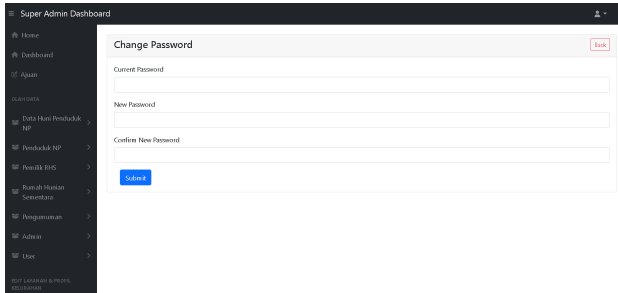 Super Admin Dashboard
Home
Dashboard
Ajuan
OLAH DATA
Data Huni Penduduk
NP
Penduduk NP
Pemilik RHS
Rumah Hunian
Sementara
Pengumuman
Admin
User
EDIT LAYANAN & PROFIL
KELURAHAN
Change Password
Back
Current Password
New Password
Confirm New Password
Submit